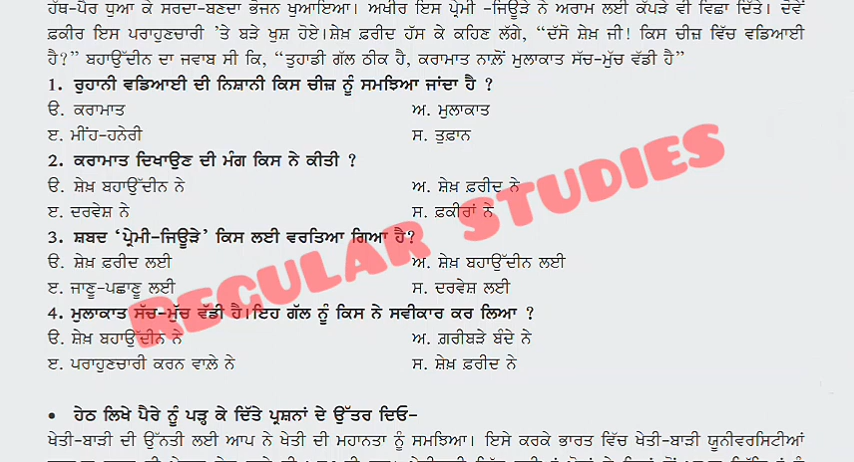 ਹੱਥ-ਪੈਰ ਧੁਆ ਕੇ ਸਰਦਾ-ਬਣਦਾ ਭੋਜਨ ਖੁਆਇਆ। ਅਖੀਰ ਇਸ ਪ੍ਰੇਮੀ -ਜਿਊੜੇ ਨੇ ਅਰਾਮ ਲਈ ਕੱਪੜੇ ਵੀ ਵਿਛਾ ਦਿੱਤੇ। ਦੋਵੇਂ
ਫ਼ਕੀਰ ਇਸ ਪਰਾਹੁਣਚਾਰੀ 'ਤੇ ਬੜੇ ਖੁਸ਼ ਹੋਏ।ਸ਼ੇਖ਼ ਫ਼ਰੀਦ ਹੱਸ ਕੇ ਕਹਿਣ ਲੱਗੇ, “ਦੱਸੋ ਸ਼ੇਖ਼ ਜੀ! ਕਿਸ ਚੀਜ਼ ਵਿੱਚ ਵਡਿਆਈ
ਹੈ?” ਬਹਾਉੱਦੀਨ ਦਾ ਜਵਾਬ ਸੀ ਕਿ, “ਤੁਹਾਡੀ ਗੱਲ ਠੀਕ ਹੈ, ਕਰਾਮਾਤ ਨਾਲੋਂ ਮੁਲਾਕਾਤ ਸੱਚ-ਮੁੱਚ ਵੱਡੀ ਹੈ”
1. ਰੁਹਾਨੀ ਵਡਿਆਈ ਦੀ ਨਿਸ਼ਾਨੀ ਕਿਸ ਚੀਜ਼ ਨੂੰ ਸਮਝਿਆ ਜਾਂਦਾ ਹੈ ?
ੳ. ਕਰਾਮਾਤ ਅ. ਮੁਲਾਕਾਤ
ੲ. ਮੀਂਹ-ਹਨੇਰੀ ਸ. ਤੁਫ਼ਾਨ
2. ਕਰਾਮਾਤ ਦਿਖਾਉਣ ਦੀ ਮੰਗ ਕਿਸ ਨੇ ਕੀਤੀ ?
ੳ. ਸ਼ੇਖ਼ ਬਹਾਉੱਦੀਨ ਨੇ ਅ. ਸ਼ੇਖ਼ ਫ਼ਰੀਦ ਨੇ
ੲ. ਦਰਵੇਸ਼ ਨੇ ਸ. ਫ਼ਕੀਰਾਂ ਨੇ
3. ਸ਼ਬਦ ‘ਪ੍ਰੇਮੀ-ਜਿਊੜੇ’ ਕਿਸ ਲਈ ਵਰਤਿਆ ਗਿਆ ਹੈ?
ੳ. ਸ਼ੇਖ਼ ਫ਼ਰੀਦ ਲਈ ਅ. ਸ਼ੇਖ਼ ਬਹਾਉੱਦੀਨ ਲਈ
ੲ. ਜਾਣੂ-ਪਛਾਣੂ ਲਈ ਸ. ਦਰਵੇਸ਼ ਲਈ
4. ਮੁਲਾਕਾਤ ਸੱਚ-ਮੁੱਚ ਵੱਡੀ ਹੈ।ਇਹ ਗੱਲ ਨੂੰ ਕਿਸ ਨੇ ਸਵੀਕਾਰ ਕਰ ਲਿਆ ?
ੳ. ਸ਼ੇਖ਼ ਬਹਾਉੱਦੀਨ ਨੇ ਅ. ਗ਼ਰੀਬੜੇ ਬੰਦੇ ਨੇ
ੲ. ਪਰਾਹੁਣਚਾਰੀ ਕਰਨ ਵਾਲ਼ੇ ਨੇ ਸ. ਸ਼ੇਖ਼ ਫ਼ਰੀਦ ਨੇ
• ਹੇਠ ਲਿਖੇ ਪੈਰੇ ਨੂੰ ਪੜ੍ਹ ਕੇ ਦਿੱਤੇ ਪ੍ਰਸ਼ਨਾਂ ਦੇ ਉੱਤਰ ਦਿਓ-
ਖੇਤੀ-ਬਾੜੀ ਦੀ ਉੱਨਤੀ ਲਈ ਆਪ ਨੇ ਖੇਤੀ ਦੀ ਮਹਾਨਤਾ ਨੂੰ ਸਮਝਿਆ। ਇਸੇ ਕਰਕੇ ਭਾਰਤ ਵਿੱਚ ਖੇਤੀ-ਬਾੜੀ ਯੂਨੀਵਰਸਿਟੀਆਂ
REGULAR STUDIES